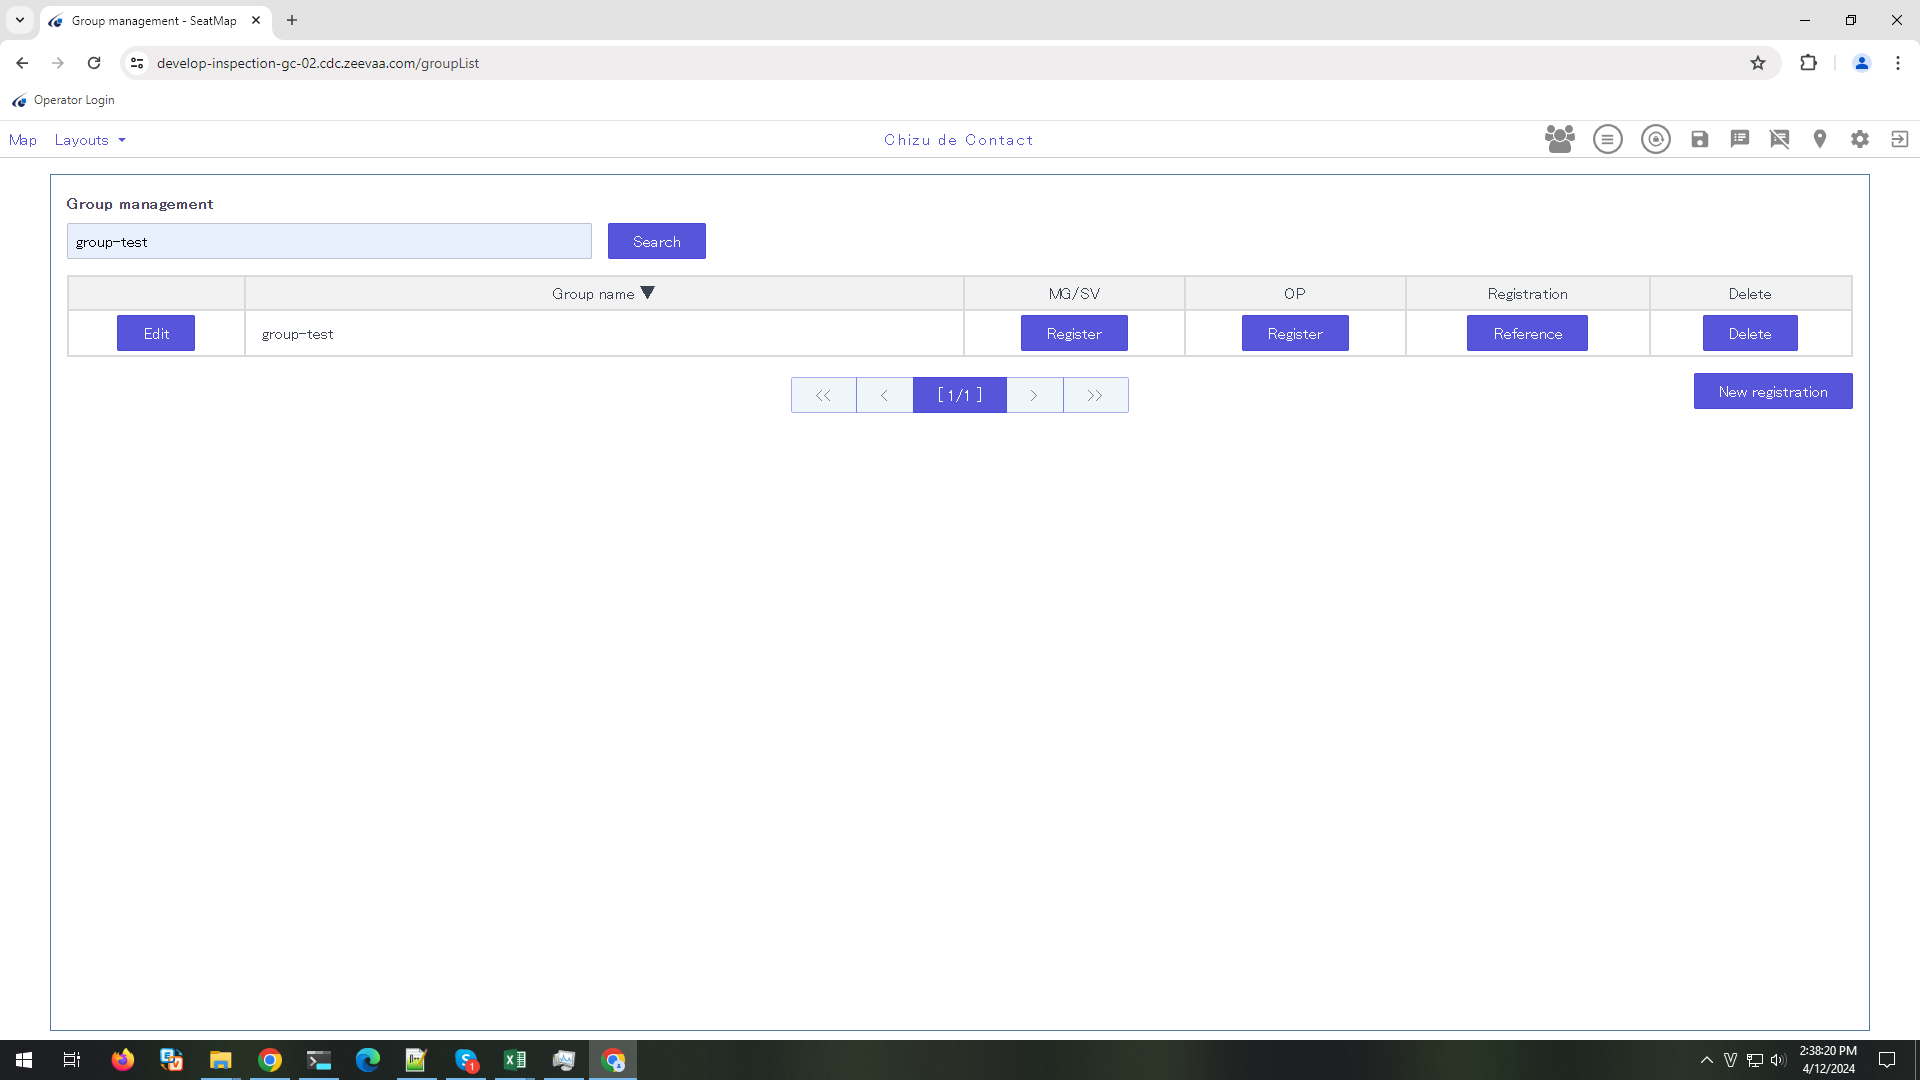 Group management - SeatMap
develop-inspection-gc-02.cdc.zeevaa.com/groupList
Operator Login
Map Layouts Chizu de Contact
Group management
group-test Search
Group name ▼ MG/SV OP Registration Delete
Edit group-test Register Register Reference Delete
<< < [ 1/1 ] > >> New registration
2:38:20 PM
4/12/2024